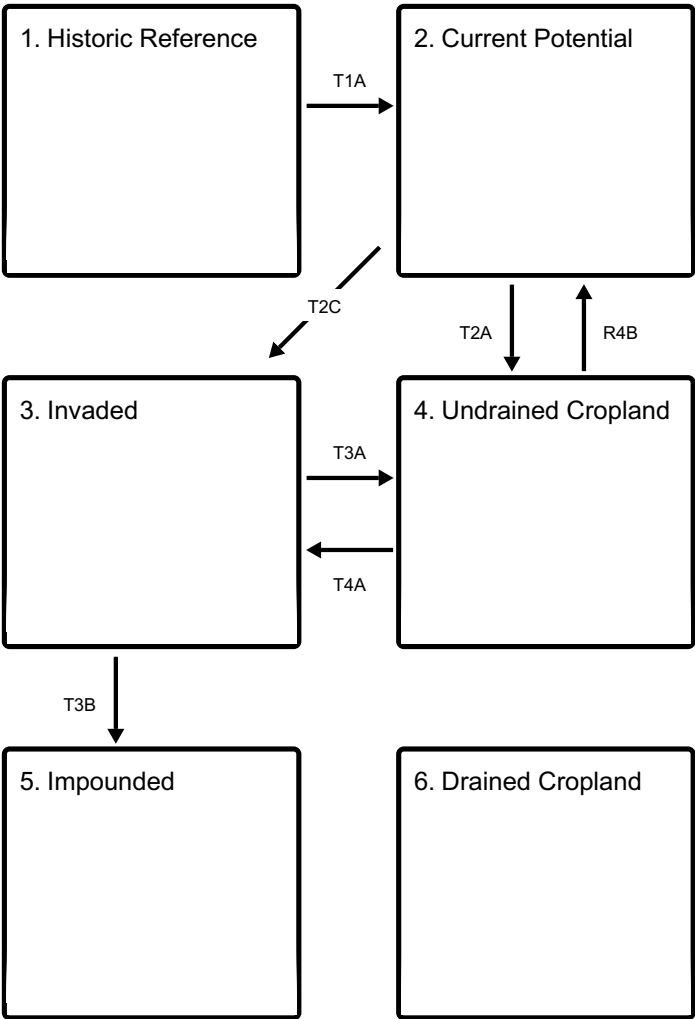 1. Historic Reference
2. Current Potential
T1A
T2C
T2A
R4B
3. Invaded
4. Undrained Cropland
T3A
T4A
T3B
5. Impounded
6. Drained Cropland